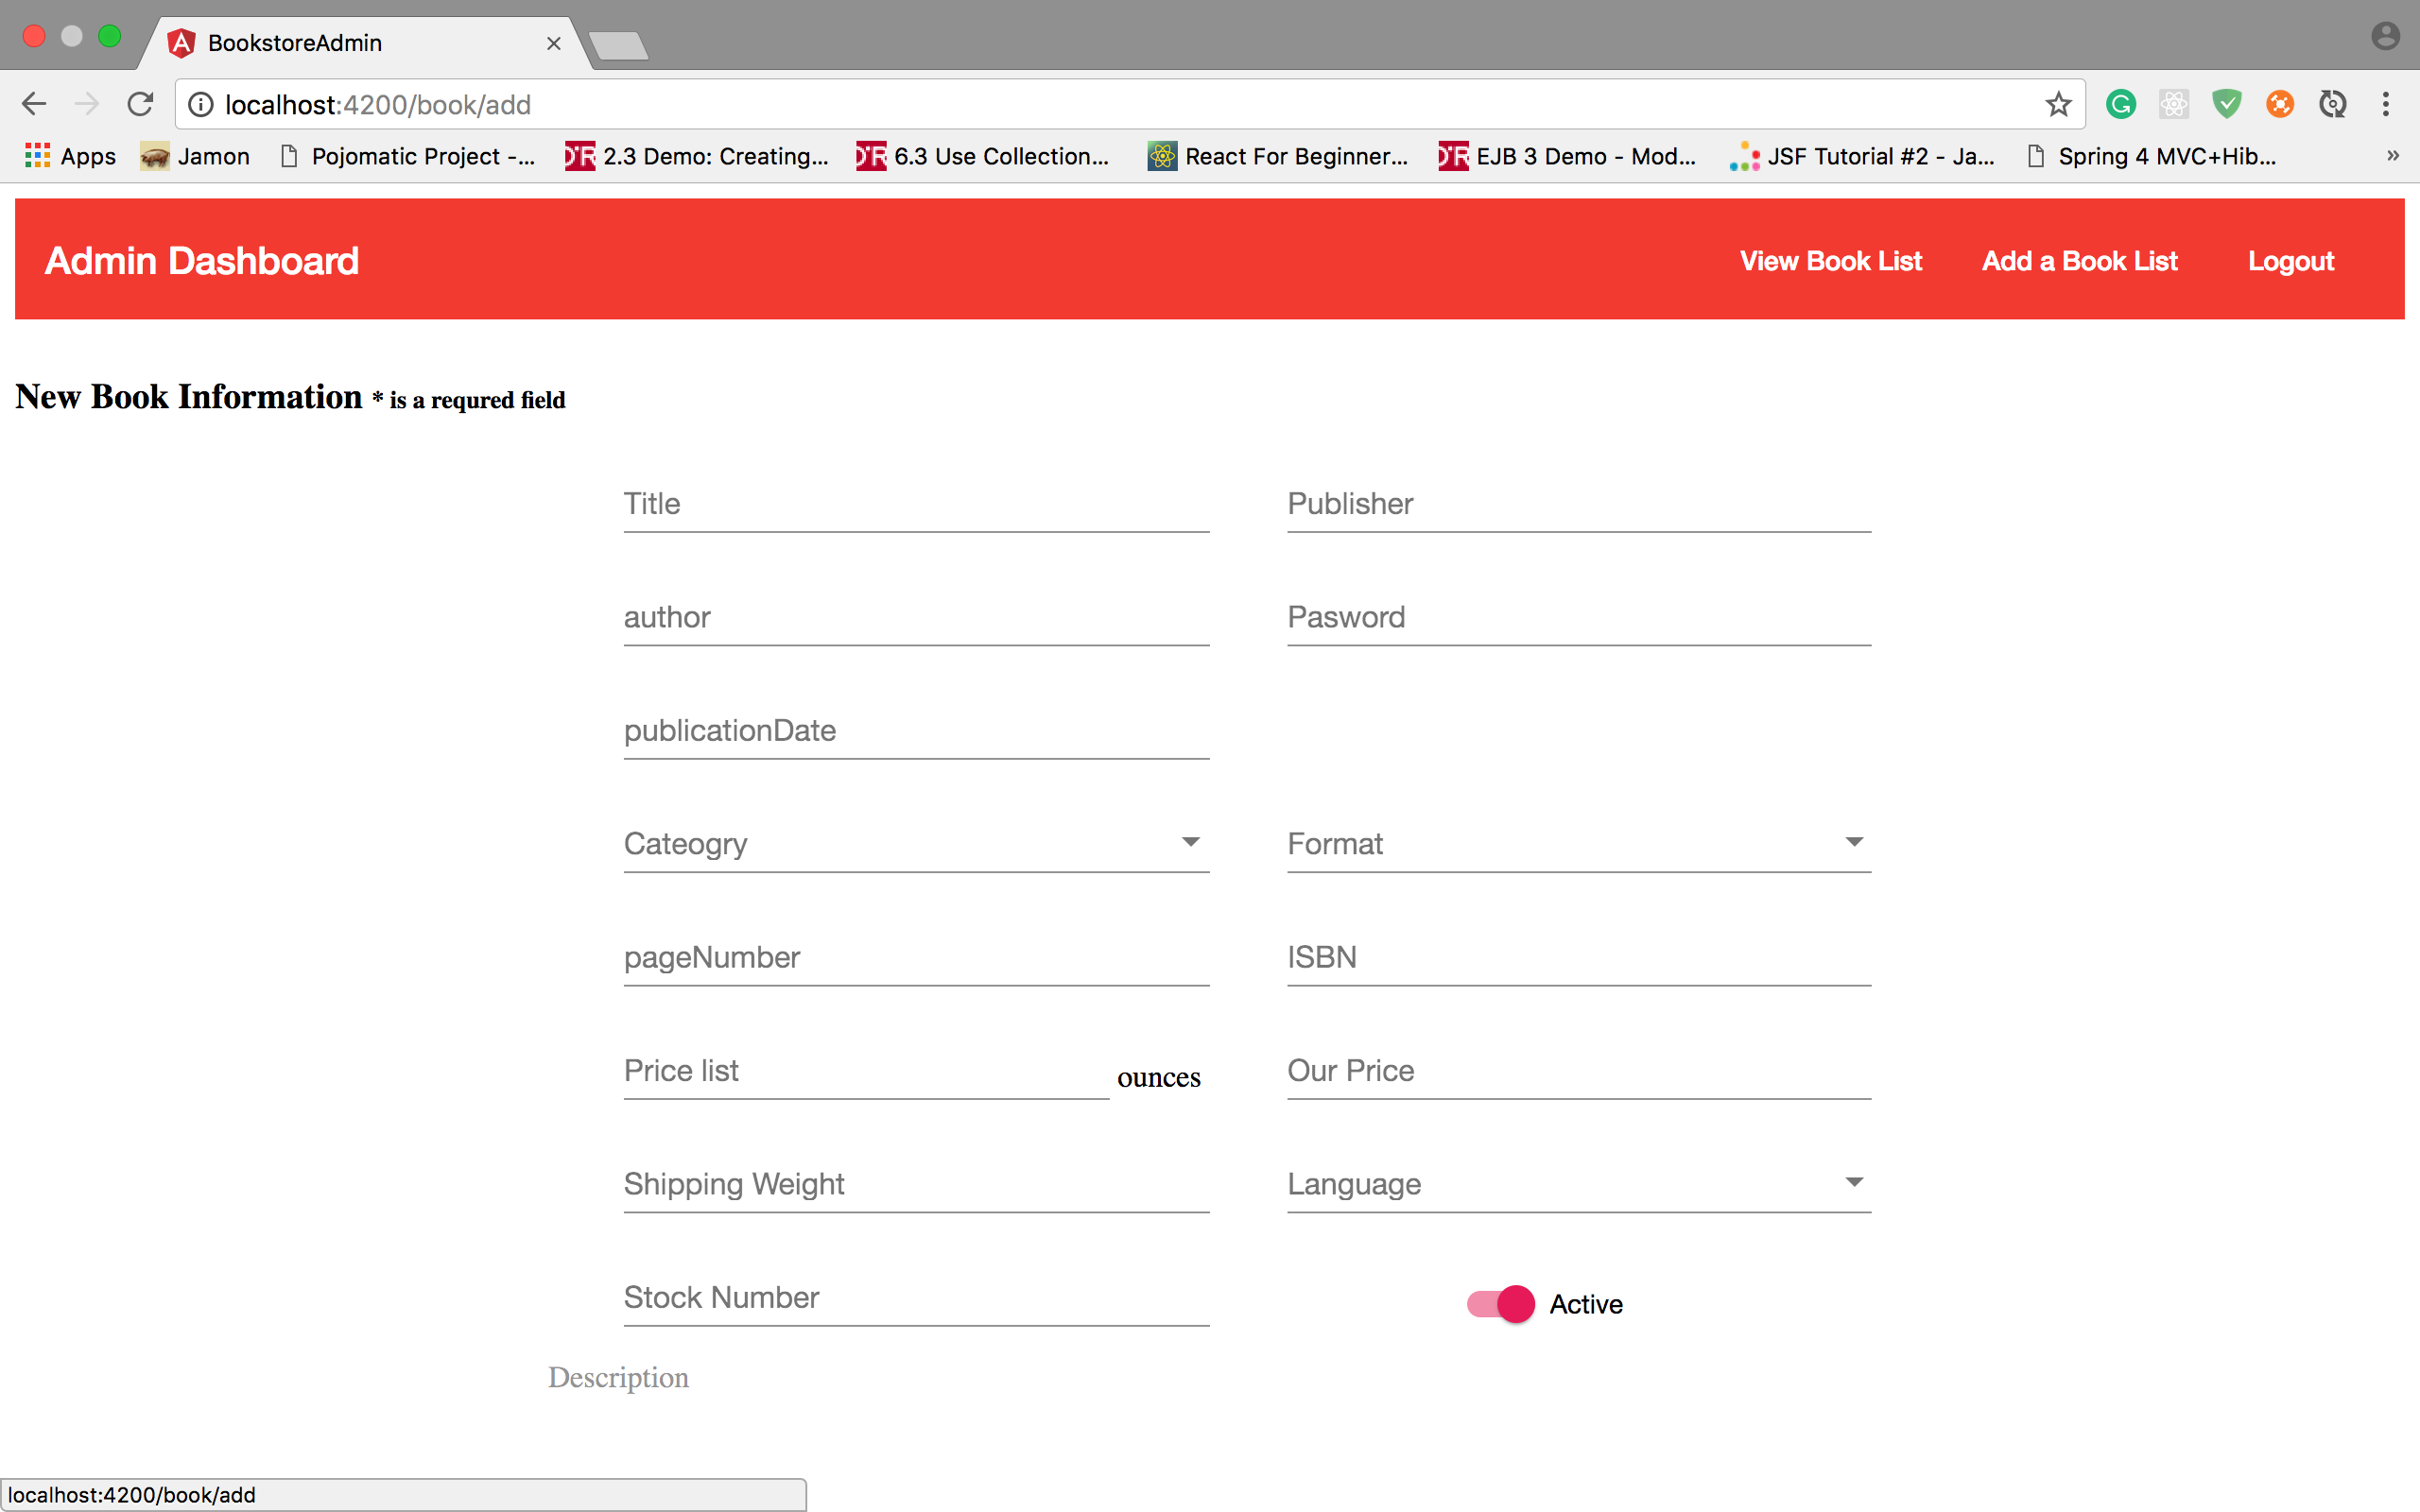 BookstoreAdmin
localhost:4200/book/add
Apps Jamon Pojomatic Project -... 2.3 Demo: Creating... 6.3 Use Collection... React For Beginner... EJB 3 Demo - Mod... JSF Tutorial #2 - Ja... Spring 4 MVC+Hib... »
Admin Dashboard View Book List Add a Book List Logout
New Book Information * is a requred field
Title Publisher
author Pasword
publicationDate
Cateogry Format
pageNumber ISBN
Price list ounces Our Price
Shipping Weight Language
Stock Number Active
Description
localhost:4200/book/add